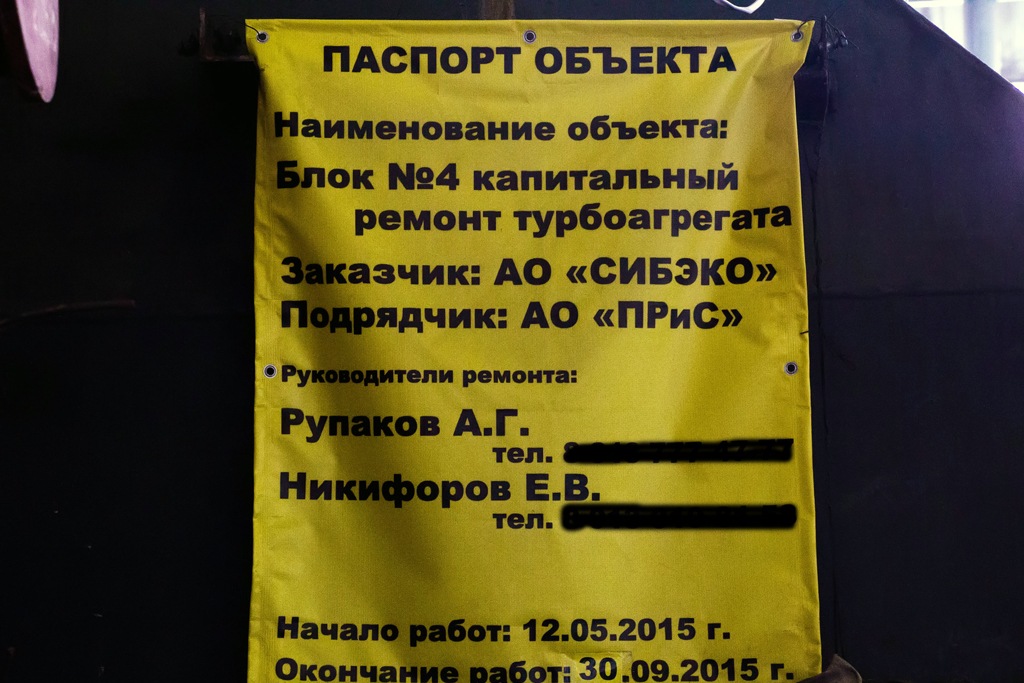 ПАСПОРТ ОБЪЕКТА
Наименование объекта:
Блок №4 капитальный
ремонт турбоагрегата
Заказчик: АО «СИБЭКО»
Подрядчик: АО «ПРиС»
Руководители ремонта:
Рупаков А.Г.
тел.
Никифоров Е.В.
тел.
Начало работ: 12.05.2015 г.
Окончание работ: 30.09.2015 г.